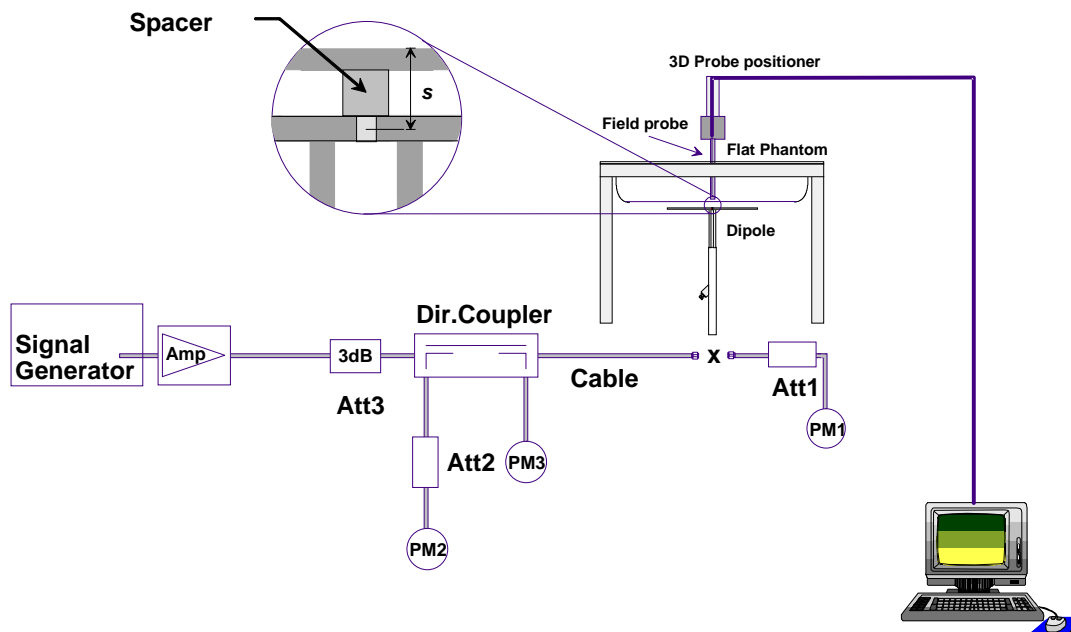 Spacer
s
3D Probe positioner
Field probe
Flat Phantom
Dipole
Dir.Coupler
Signal
Generator
Amp
3dB
Att3
Cable
x
Att1
PM1
Att2
PM3
PM2